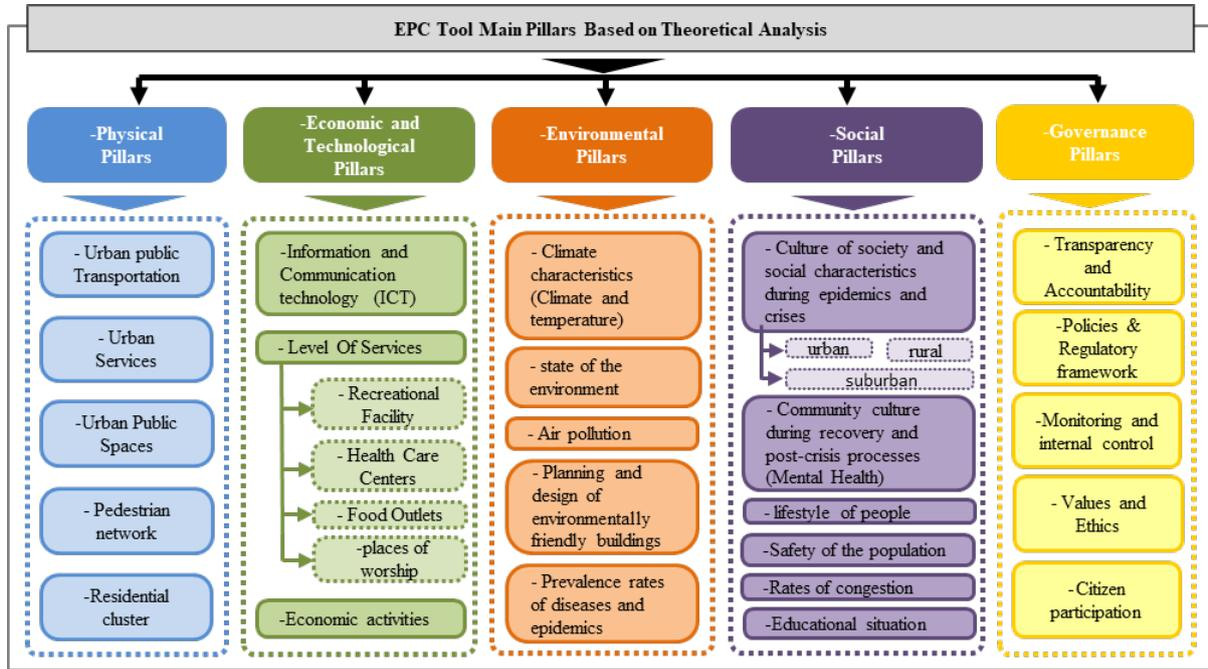 EPC Tool Main Pillars Based on Theoretical Analysis
-Physical
Pillars
-Economic and
Technological
Pillars
-Environmental
Pillars
-Social
Pillars
-Governance
Pillars
- Urban public
Transportation
- Urban
Services
-Urban Public
Spaces
- Pedestrian
network
-Residential
cluster
-Information and
Communication
technology (ICT)
- Level Of Services
- Recreational
Facility
- Health Care
Centers
- Food Outlets
-places of
worship
-Economic activities
- Climate
characteristics
(Climate and
temperature)
- state of the
environment
- Air pollution
- Planning and
design of
environmentally
friendly buildings
- Prevalence rates
of diseases and
epidemics
- Culture of society and
social characteristics
during epidemics and
crises
urban
rural
suburban
- Community culture
during recovery and
post-crisis processes
(Mental Health)
- lifestyle of people
-Safety of the population
-Rates of congestion
-Educational situation
- Transparency
and
Accountability
-Policies &
Regulatory
framework
-Monitoring and
internal control
- Values and
Ethics
-Citizen
participation